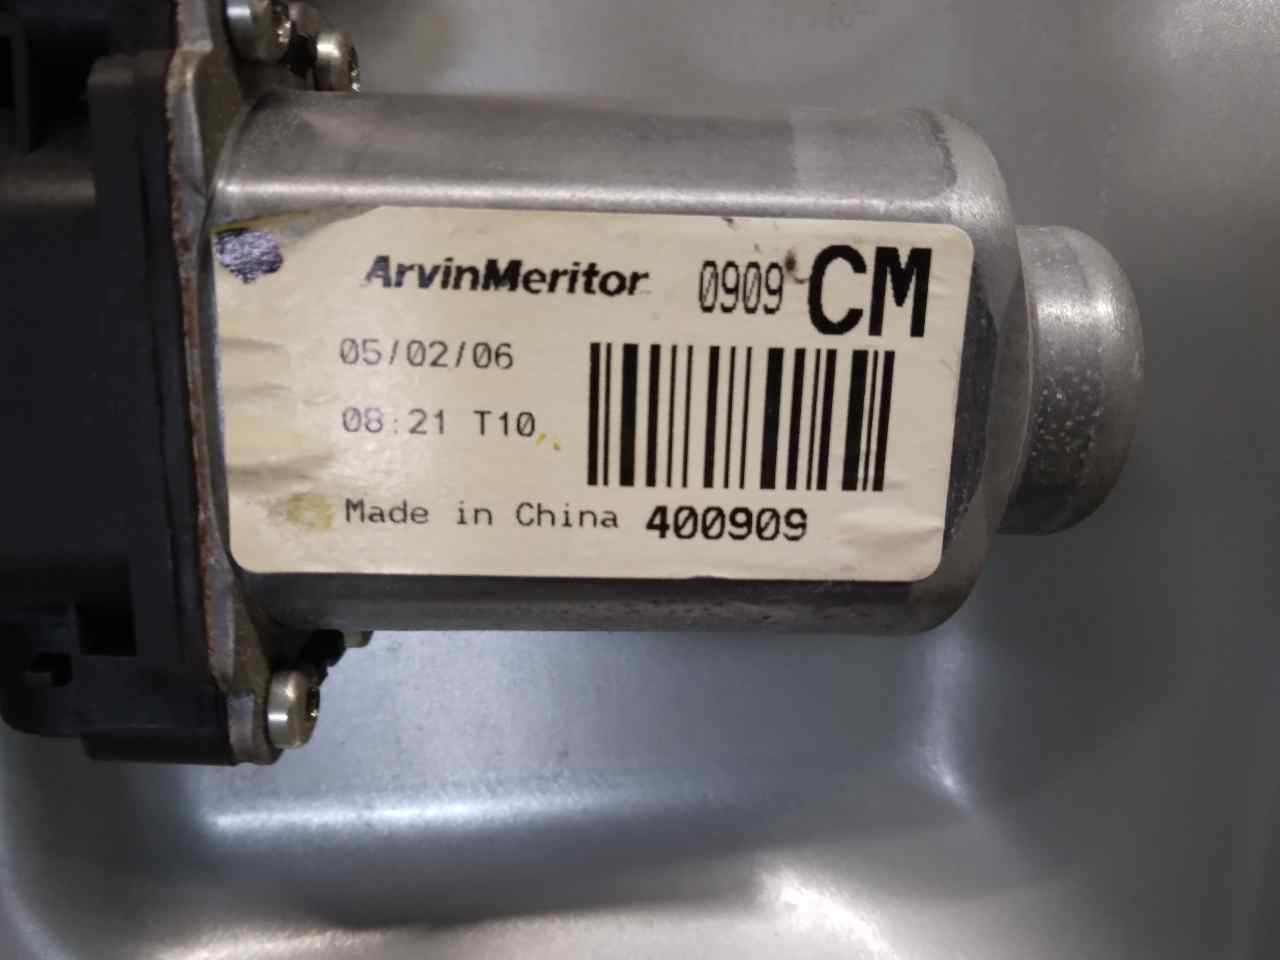 ArvinMeritor 0909 CM
05/02/06
08:21 T10
Made in China 400909